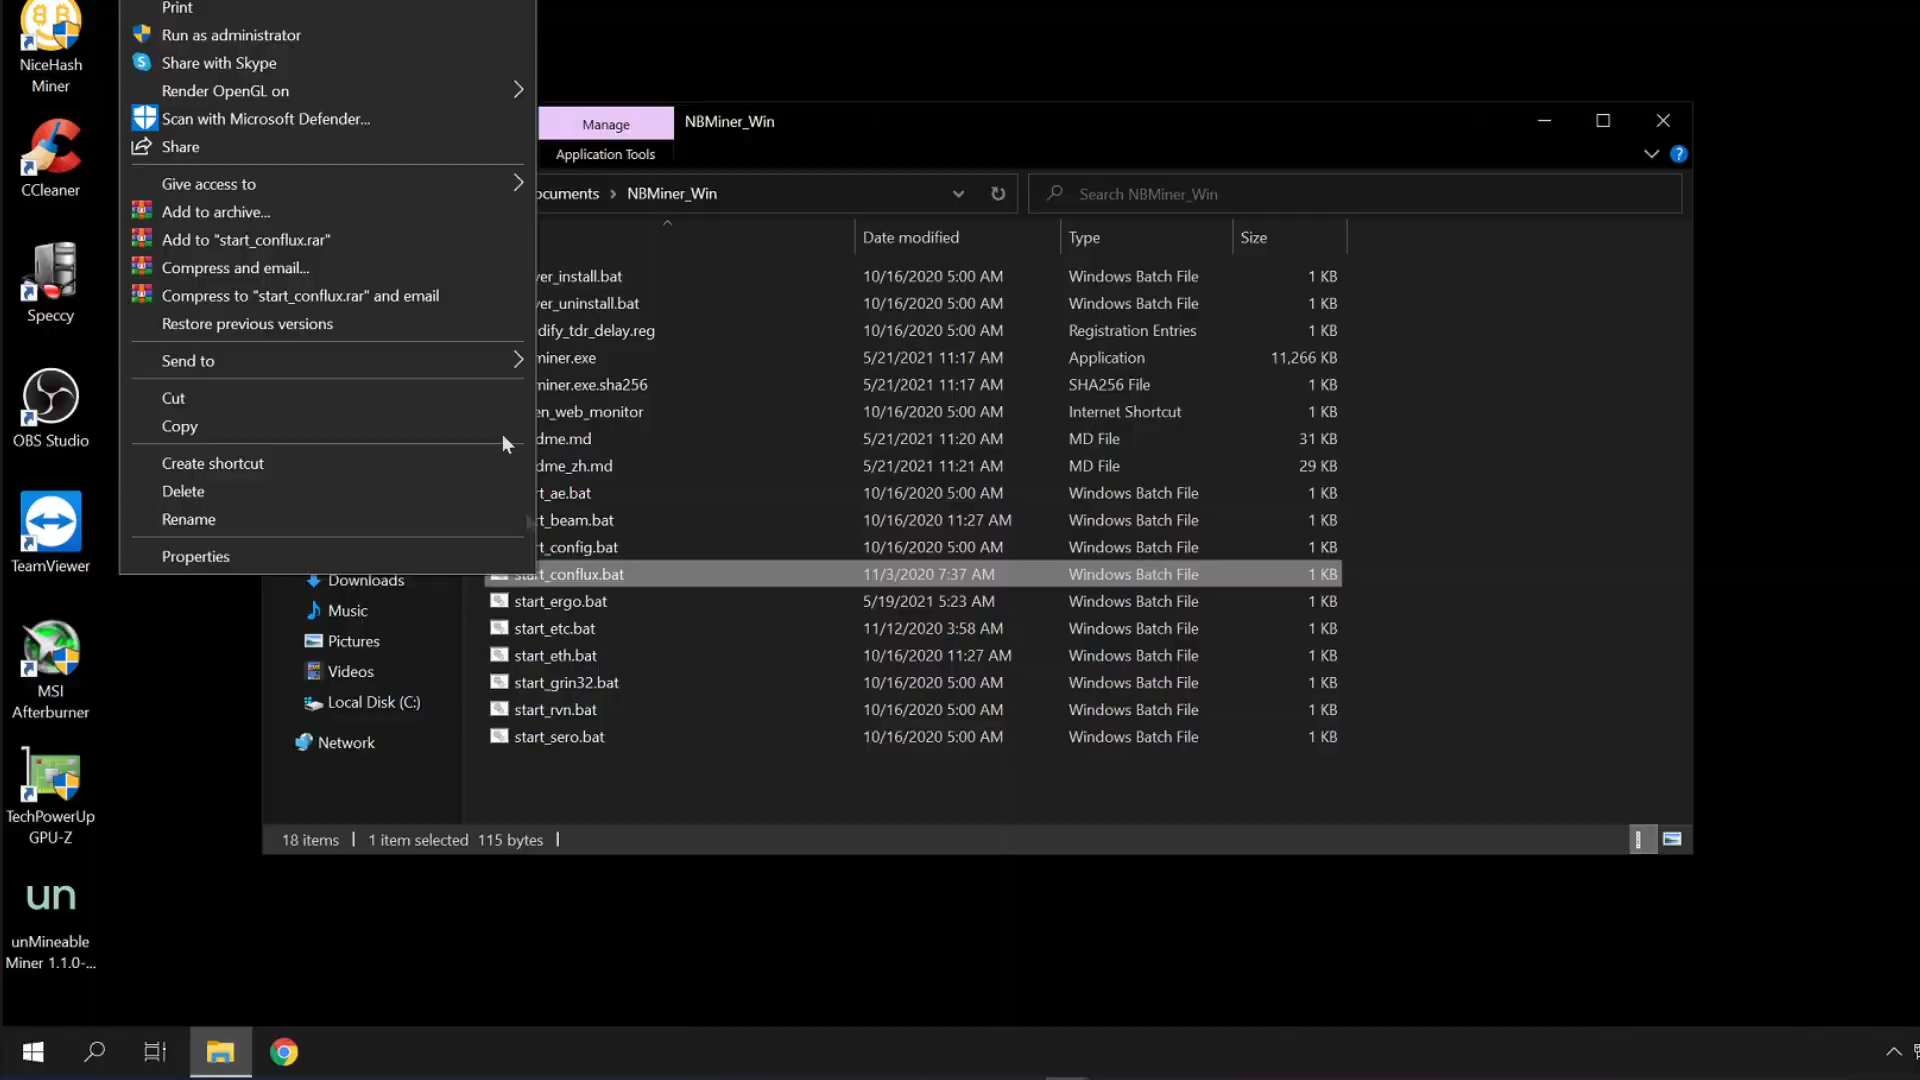 NiceHash
Miner
CCleaner
Speccy
OBS Studio
TeamViewer
MSI
Afterburner
TechPowerUp
GPU-Z
un
unMineable
Miner 1.1.0-...
Print
Run as administrator
Share with Skype
Render OpenGL on
Scan with Microsoft Defender...
Share
Give access to
Add to archive...
Add to "start_conflux.rar"
Compress and email...
Compress to "start_conflux.rar" and email
Restore previous versions
Send to
Cut
Copy
Create shortcut
Delete
Rename
Properties
Manage
NBMiner_Win
Application Tools
ocuments > NBMiner_Win
Search NBMiner_Win
Date modified Type Size
ver_install.bat 10/16/2020 5:00 AM Windows Batch File 1 KB
ver_uninstall.bat 10/16/2020 5:00 AM Windows Batch File 1 KB
dify_tdr_delay.reg 10/16/2020 5:00 AM Registration Entries 1 KB
miner.exe 5/21/2021 11:17 AM Application 11,266 KB
miner.exe.sha256 5/21/2021 11:17 AM SHA256 File 1 KB
en_web_monitor 10/16/2020 5:00 AM Internet Shortcut 1 KB
dme.md 5/21/2021 11:20 AM MD File 31 KB
dme_zh.md 5/21/2021 11:21 AM MD File 29 KB
rt_ae.bat 10/16/2020 5:00 AM Windows Batch File 1 KB
rt_beam.bat 10/16/2020 11:27 AM Windows Batch File 1 KB
rt_config.bat 10/16/2020 5:00 AM Windows Batch File 1 KB
start_conflux.bat 11/3/2020 7:37 AM Windows Batch File 1 KB
start_ergo.bat 5/19/2021 5:23 AM Windows Batch File 1 KB
start_etc.bat 11/12/2020 3:58 AM Windows Batch File 1 KB
start_eth.bat 10/16/2020 11:27 AM Windows Batch File 1 KB
start_grin32.bat 10/16/2020 5:00 AM Windows Batch File 1 KB
start_rvn.bat 10/16/2020 5:00 AM Windows Batch File 1 KB
start_sero.bat 10/16/2020 5:00 AM Windows Batch File 1 KB
Downloads
Music
Pictures
Videos
Local Disk (C:)
Network
18 items 1 item selected 115 bytes